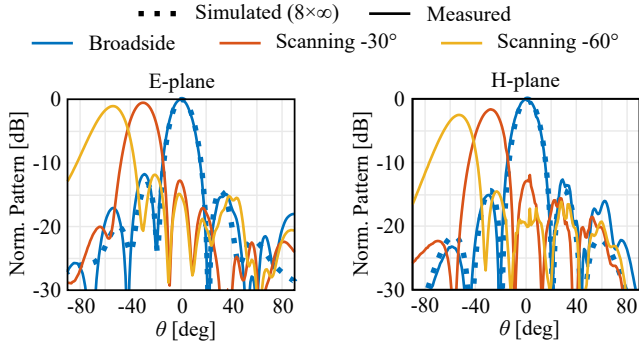 Simulated (8×∞) Measured
Broadside Scanning -30° Scanning -60°
E-plane H-plane
Norm. Pattern [dB] 0 -10 -20 -30
-80 -40 0 40 80
θ [deg]
Norm. Pattern [dB] 0 -10 -20 -30
-80 -40 0 40 80
θ [deg]